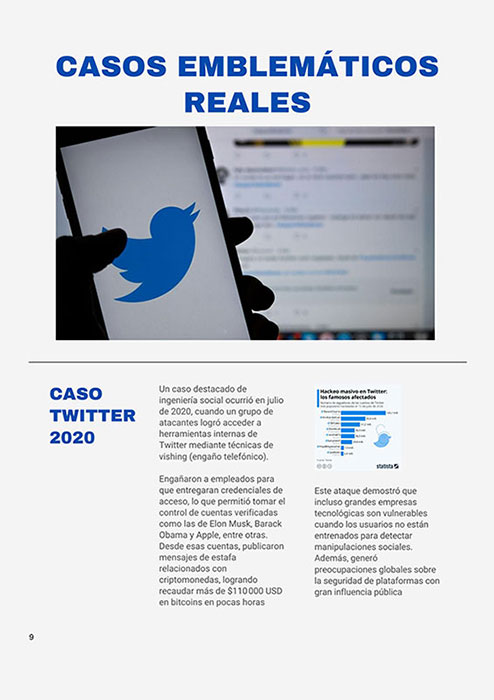 CASOS EMBLEMÁTICOS
REALES
CASO
TWITTER
2020
Un caso destacado de
ingeniería social ocurrió en julio
de 2020, cuando un grupo de
atacantes logró acceder a
herramientas internas de
Twitter mediante técnicas de
vishing (engaño telefónico).
Engañaron a empleados para
que entregaran credenciales de
acceso, lo que permitió tomar el
control de cuentas verificadas
como las de Elon Musk, Barack
Obama y Apple, entre otras.
Desde esas cuentas, publicaron
mensajes de estafa
relacionados con
criptomonedas, logrando
recaudar más de $110 000 USD
en bitcoins en pocas horas
Hackeo masivo en Twitter:
los famosos afectados
statista
Este ataque demostró que
incluso grandes empresas
tecnológicas son vulnerables
cuando los usuarios no están
entrenados para detectar
manipulaciones sociales.
Además, generó
preocupaciones globales sobre
la seguridad de plataformas con
gran influencia pública
9